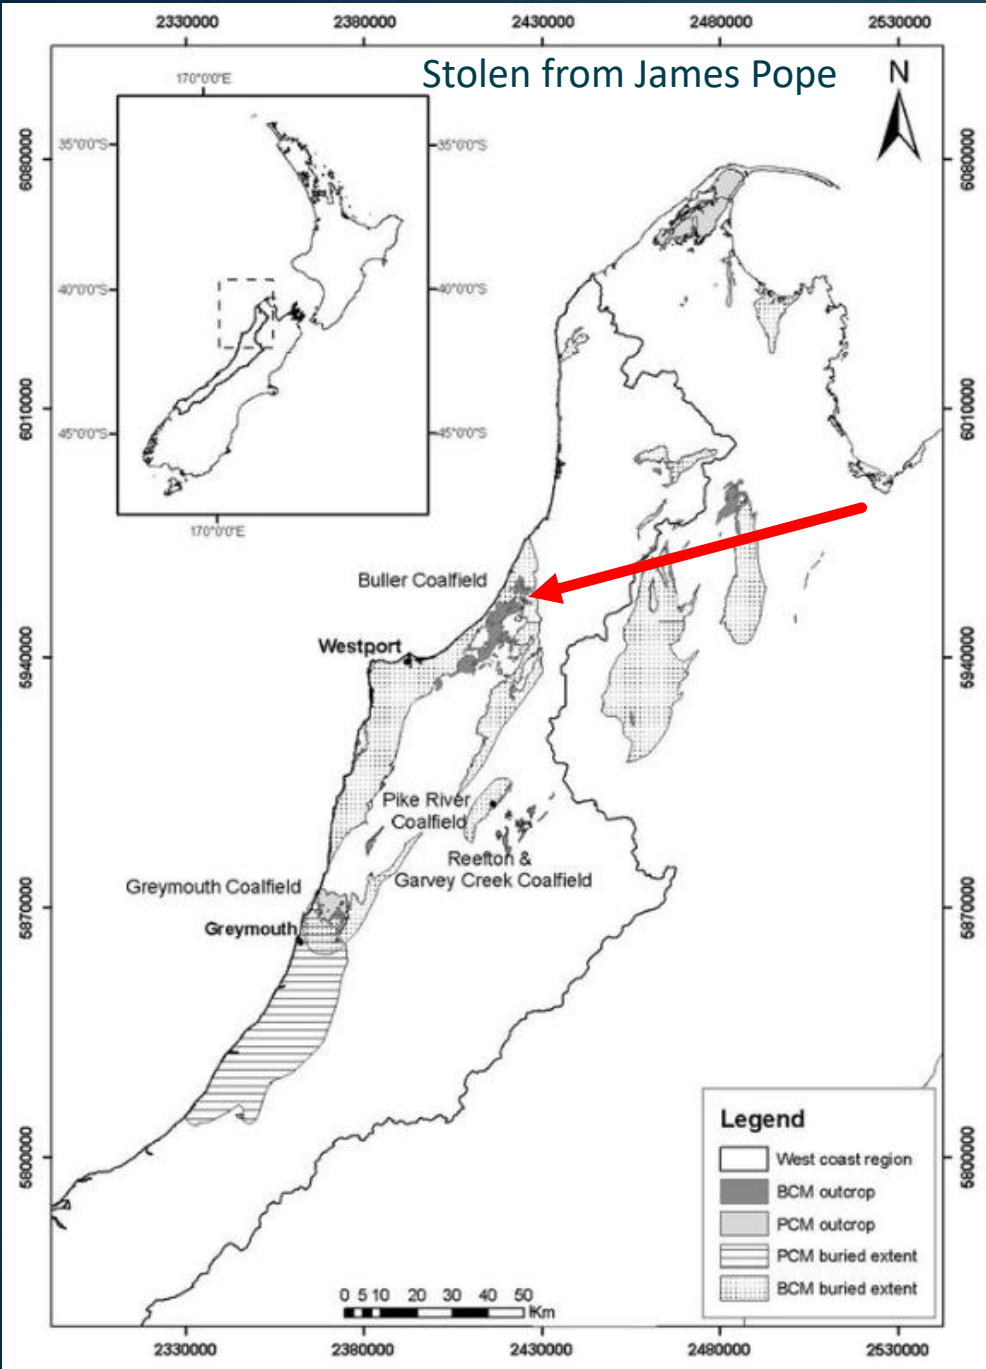 2330000
2380000
2430000
2480000
2530000
Stolen from James Pope
N
170°0'0"E
35°0'0"S
35°0'0"S
40°0'0"S
40°0'0"S
45°0'0"S
45°0'0"S
170°0'0"E
6080000
6080000
6010000
6010000
5940000
5940000
5870000
5870000
5800000
5800000
Buller Coalfield
Westport
Pike River
Coalfield
Reefton &
Garvey Creek Coalfield
Greymouth Coalfield
Greymouth
Legend
West coast region
BCM outcrop
PCM outcrop
PCM buried extent
BCM buried extent
0 5 10 20 30 40 50
Km
2330000
2380000
2430000
2480000
2530000